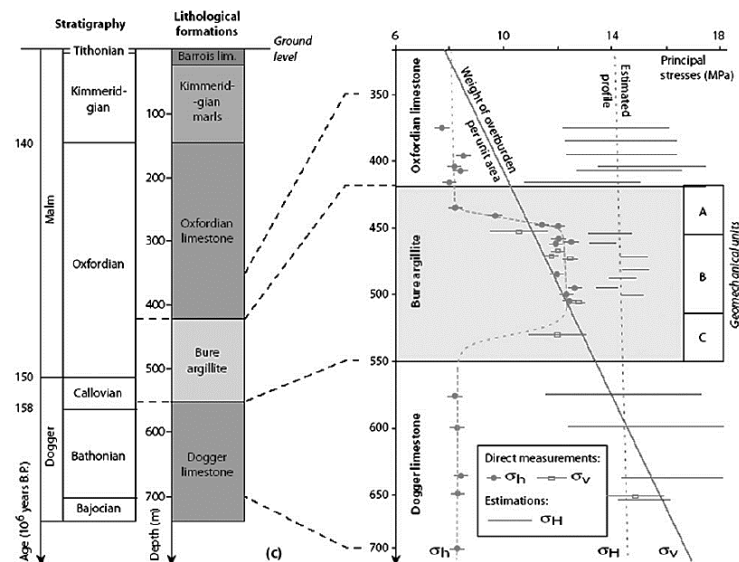 Stratigraphy
Lithological
formations
Tithonian
Kimmerid-
gian
Oxfordian
Callovian
Bathonian
Bajocian
Malm
Dogger
140
150
158
Age (10⁶ years B.P.)
Barrois lim.
Kimmerid-
-gian
marls
Oxfordian
limestone
Bure
argillite
Dogger
limestone
Ground
level
100
200
300
400
500
600
700
Depth (m)
(c)
6
10
14
18
Principal
stresses (MPa)
350
400
450
500
550
600
650
700
Oxfordian limestone
Bure argillite
Dogger limestone
Weight of overburden
per unit area
Estimated
profile
A
B
C
Geomechanical units
Direct measurements:
σh
σv
Estimations:
σH
σh
σH
σv